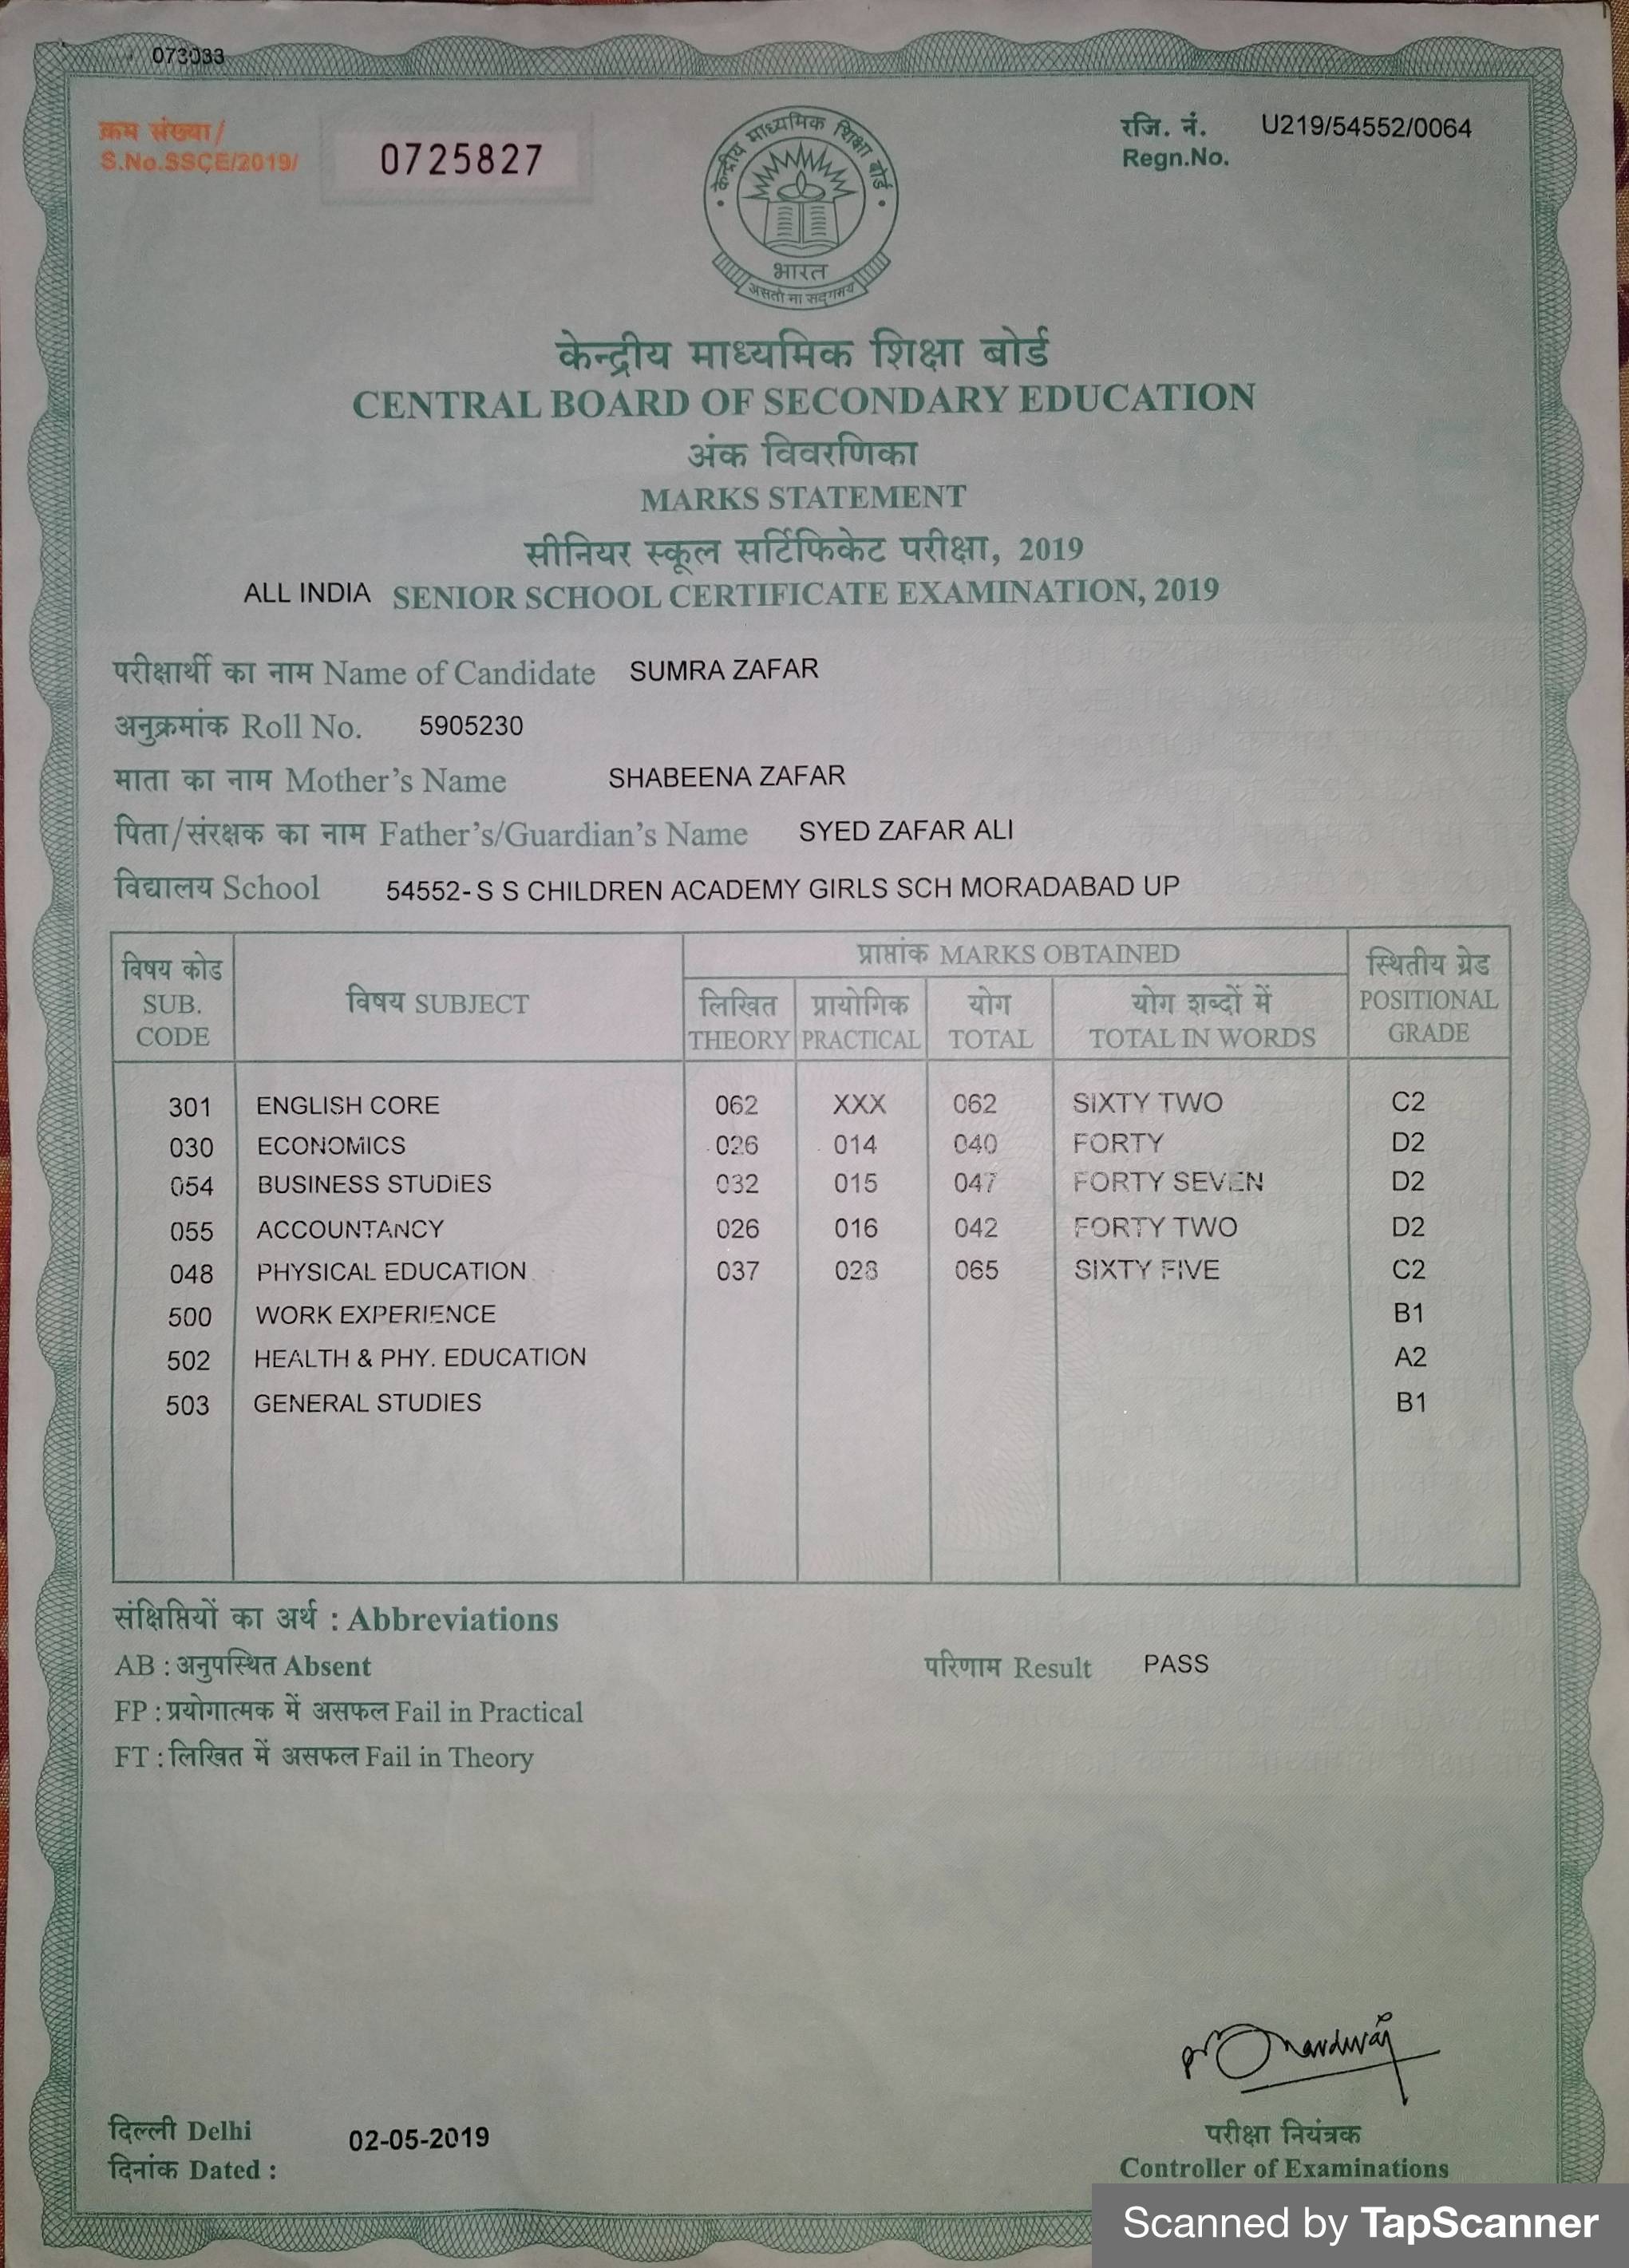 073033
क्रम संख्या/
S.No.SSCE/2019/ 0725827
रजि. नं. U219/54552/0064
Regn.No.
केन्द्रीय माध्यमिक शिक्षा बोर्ड
भारत
असतो मा सद्गमय
केन्द्रीय माध्यमिक शिक्षा बोर्ड
CENTRAL BOARD OF SECONDARY EDUCATION
अंक विवरणिका
MARKS STATEMENT
सीनियर स्कूल सर्टिफिकेट परीक्षा, 2019
ALL INDIA SENIOR SCHOOL CERTIFICATE EXAMINATION, 2019
परीक्षार्थी का नाम Name of Candidate SUMRA ZAFAR
अनुक्रमांक Roll No. 5905230
माता का नाम Mother's Name SHABEENA ZAFAR
पिता/संरक्षक का नाम Father's/Guardian's Name SYED ZAFAR ALI
विद्यालय School 54552- S S CHILDREN ACADEMY GIRLS SCH MORADABAD UP
विषय कोड SUB. CODE विषय SUBJECT प्राप्तांक MARKS OBTAINED स्थितीय ग्रेड POSITIONAL GRADE
लिखित THEORY प्रायोगिक PRACTICAL योग TOTAL योग शब्दों में TOTAL IN WORDS
301 ENGLISH CORE 062 XXX 062 SIXTY TWO C2
030 ECONOMICS 026 014 040 FORTY D2
054 BUSINESS STUDIES 032 015 047 FORTY SEVEN D2
055 ACCOUNTANCY 026 016 042 FORTY TWO D2
048 PHYSICAL EDUCATION 037 028 065 SIXTY FIVE C2
500 WORK EXPERIENCE B1
502 HEALTH & PHY. EDUCATION A2
503 GENERAL STUDIES B1
संक्षिप्तियों का अर्थ : Abbreviations
AB : अनुपस्थित Absent
परिणाम Result PASS
FP : प्रयोगात्मक में असफल Fail in Practical
FT : लिखित में असफल Fail in Theory
दिल्ली Delhi
दिनांक Dated : 02-05-2019
परीक्षा नियंत्रक
Controller of Examinations
Scanned by TapScanner